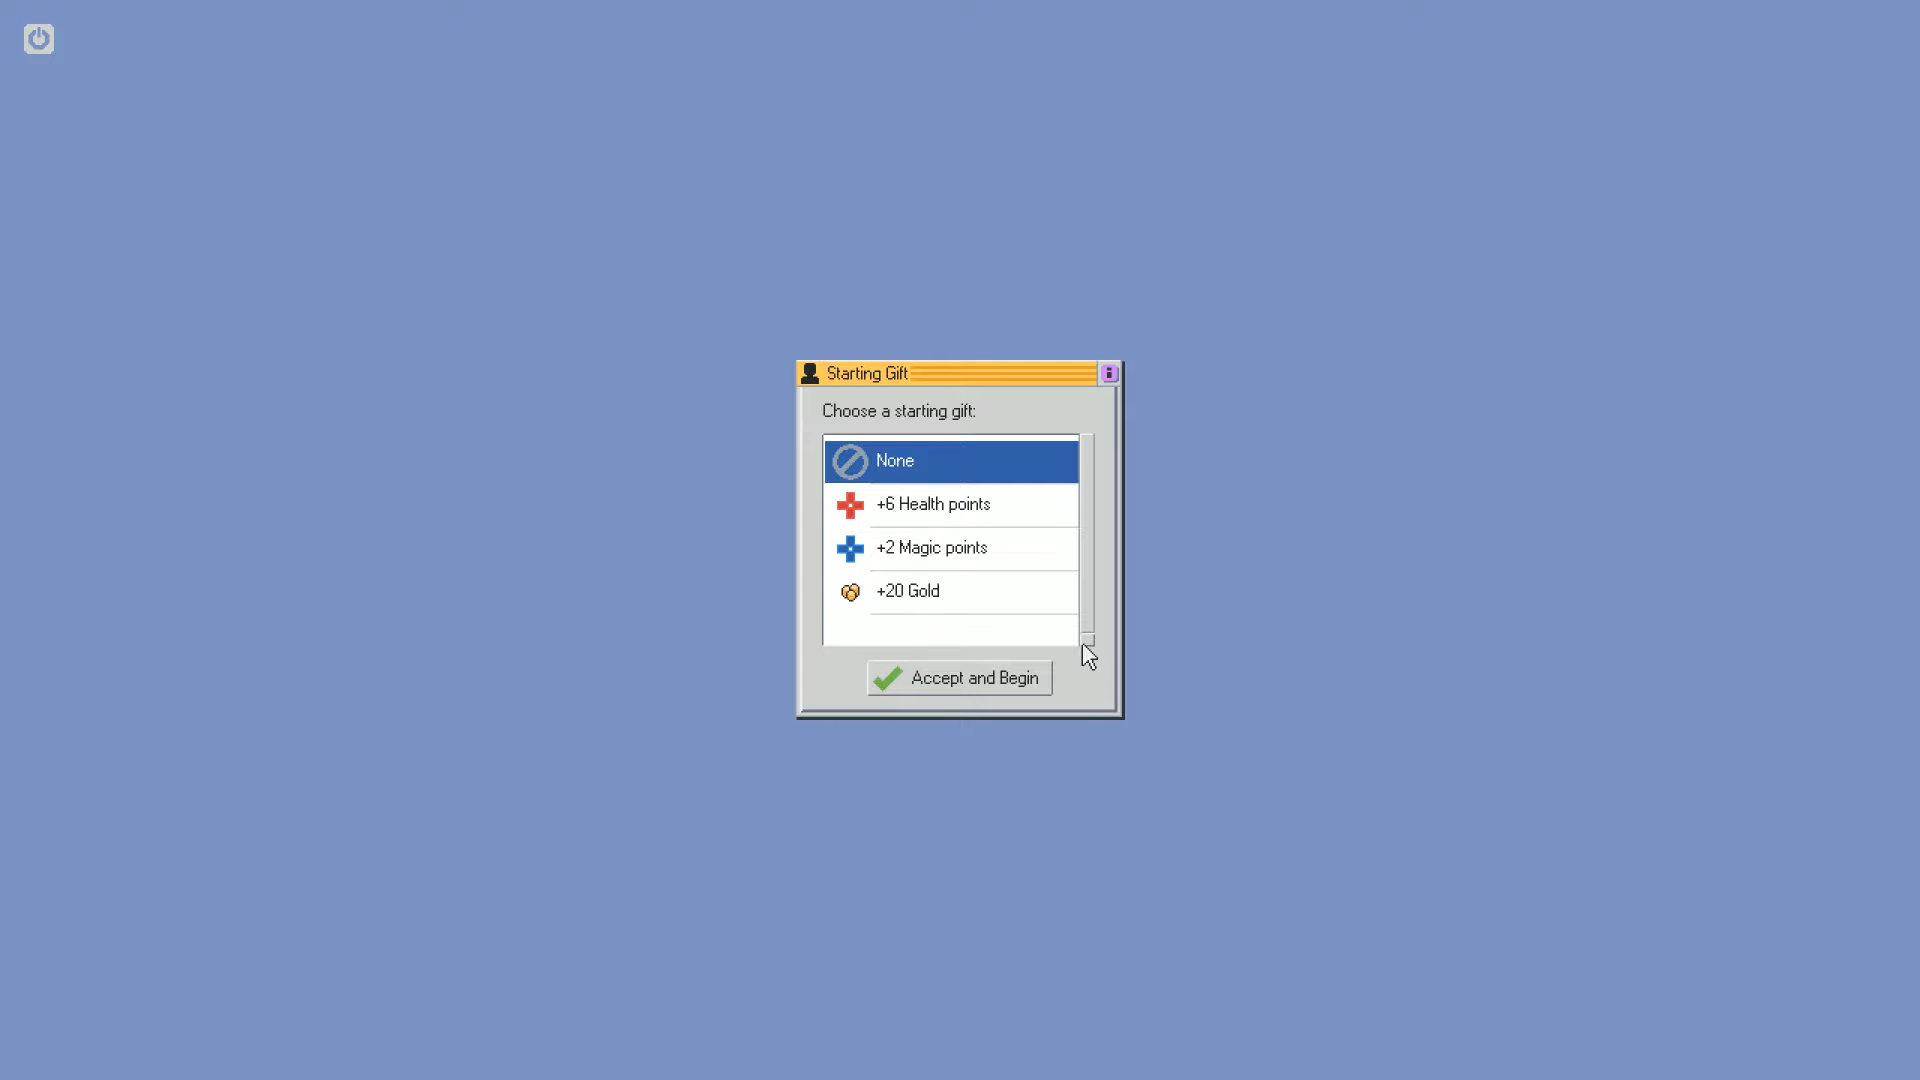 Starting Gift
Choose a starting gift:
None
+6 Health points
+2 Magic points
+20 Gold
Accept and Begin